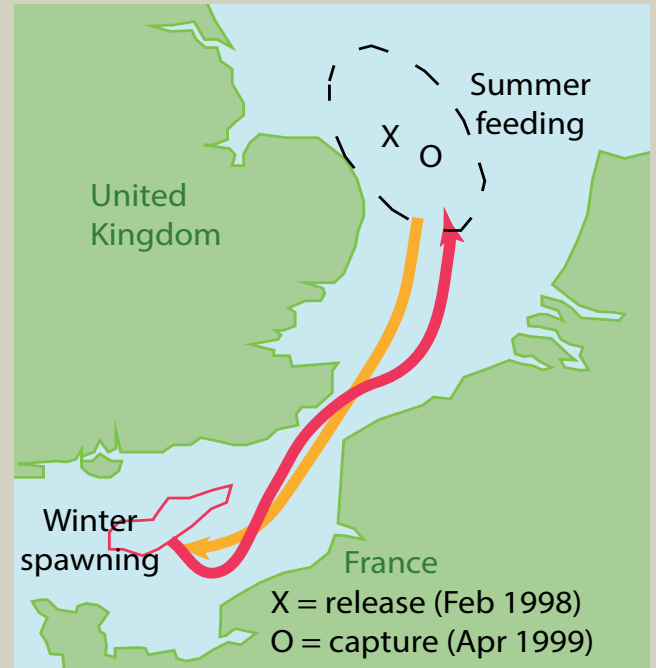 Summer
feeding
X
O
United
Kingdom
Winter
spawning
France
X = release (Feb 1998)
O = capture (Apr 1999)